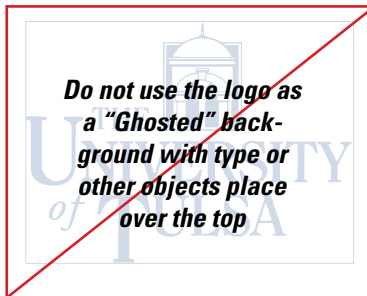 Do not use the logo as
a “Ghosted” back-
ground with type or
other objects place
over the top
THE
UNIVERSITY
of TULSA